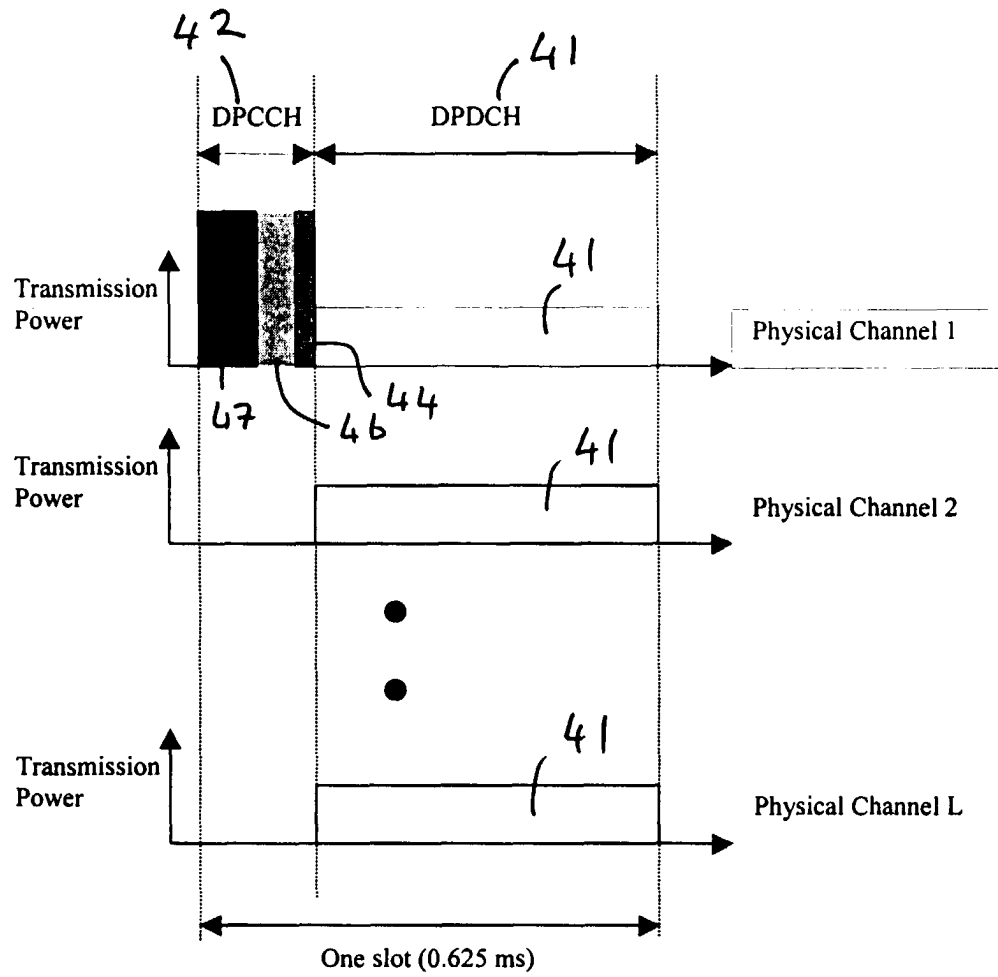 42
41
DPCCH
DPDCH
41
Transmission
Power
Physical Channel 1
47
46
44
41
Transmission
Power
Physical Channel 2
41
Transmission
Power
Physical Channel L
One slot (0.625 ms)